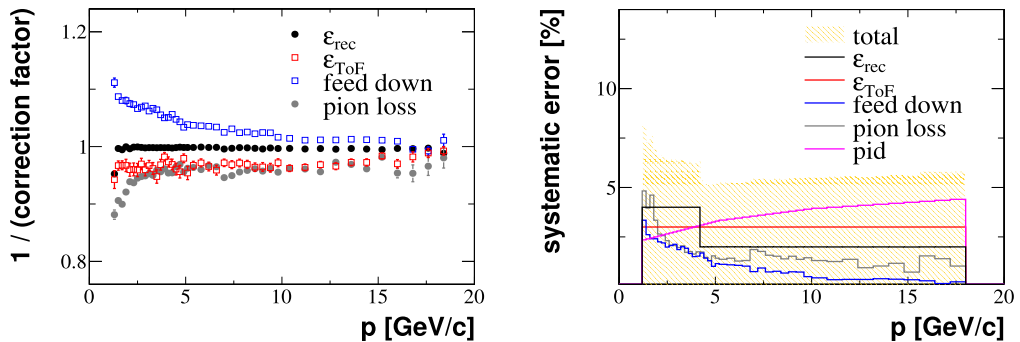 1 / (correction factor)
1.2
1
0.8
0
5
10
15
20
p [GeV/c]
ε_rec
ε_ToF
feed down
pion loss
systematic error [%]
10
5
0
5
10
15
20
p [GeV/c]
total
ε_rec
ε_ToF
feed down
pion loss
pid